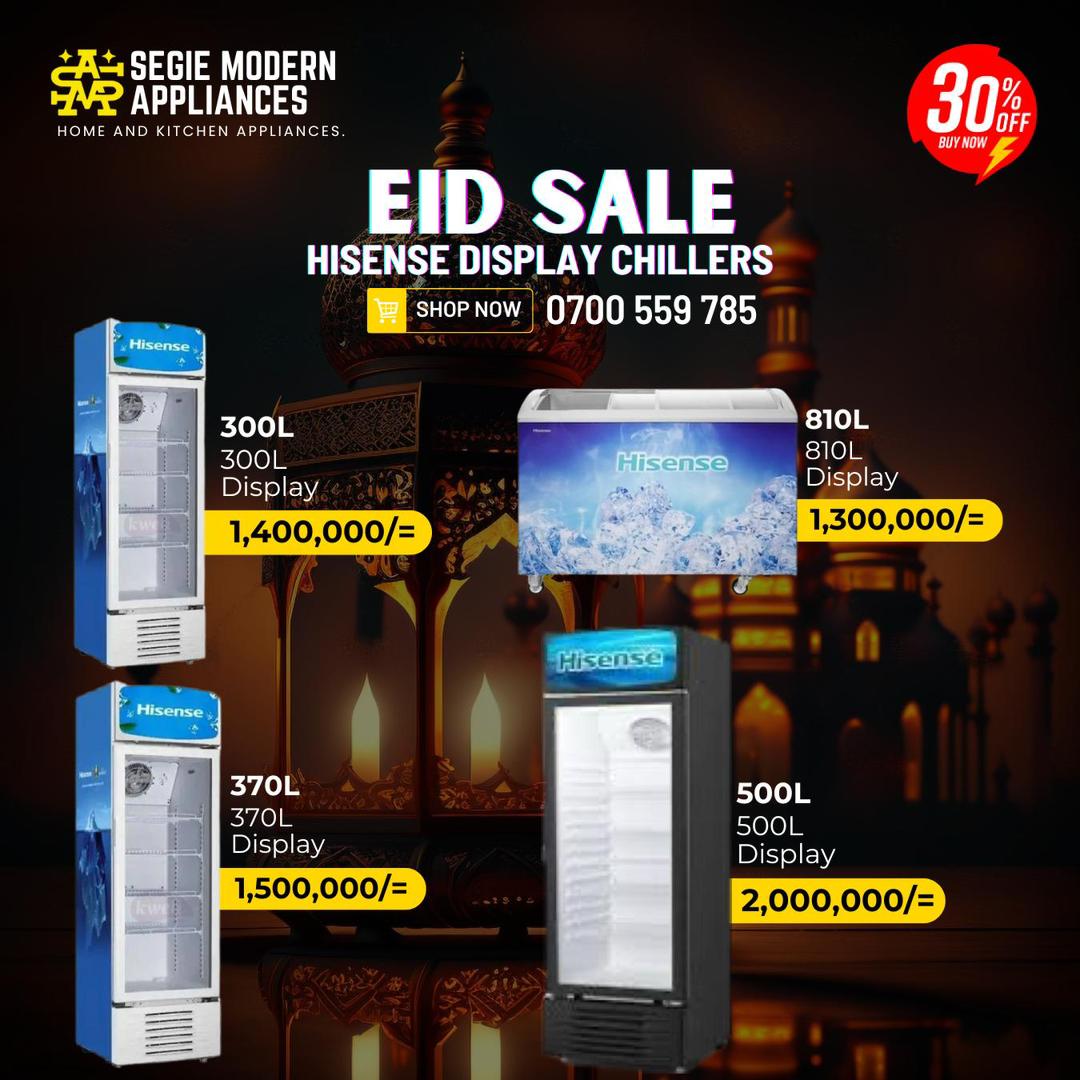 SEGIE MODERN
APPLIANCES
HOME AND KITCHEN APPLIANCES.
30% OFF
BUY NOW
EID SALE
HISENSE DISPLAY CHILLERS
SHOP NOW 0700 559 785
Hisense
300L
300L
Display
1,400,000/=
Hisense
810L
810L
Display
1,300,000/=
Hisense
370L
370L
Display
1,500,000/=
Hisense
500L
500L
Display
2,000,000/=